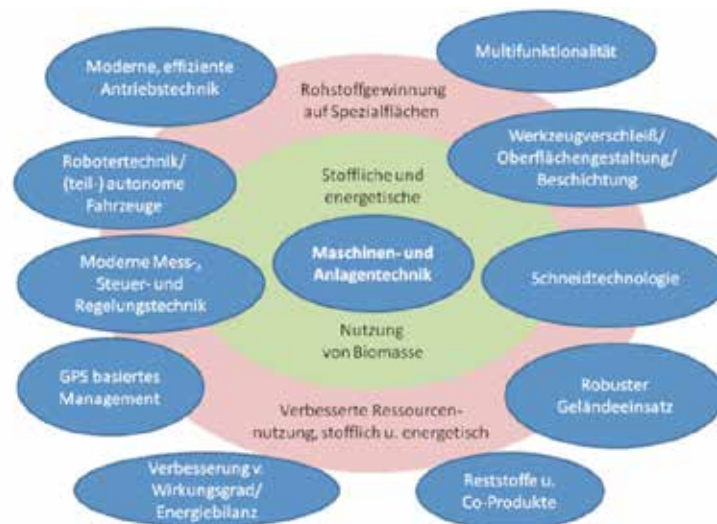 Moderne, effiziente
Antriebstechnik
Multifunktionalität
Rohstoffgewinnung
auf Spezialflächen
Werkzeugverschleiß/
Oberflächengestaltung/
Beschichtung
Robotertechnik/
(teil-) autonome
Fahrzeuge
Stoffliche und
energetische
Maschinen- und
Anlagentechnik
Moderne Mess-,
Steuer- und
Regelungstechnik
Schneidtechnologie
Nutzung
von Biomasse
GPS basiertes
Management
Robuster
Geländeeinsatz
Verbesserte Ressourcen-
nutzung, stofflich u. energetisch
Verbesserung v.
Wirkungsgrad/
Energiebilanz
Reststoffe u.
Co-Produkte